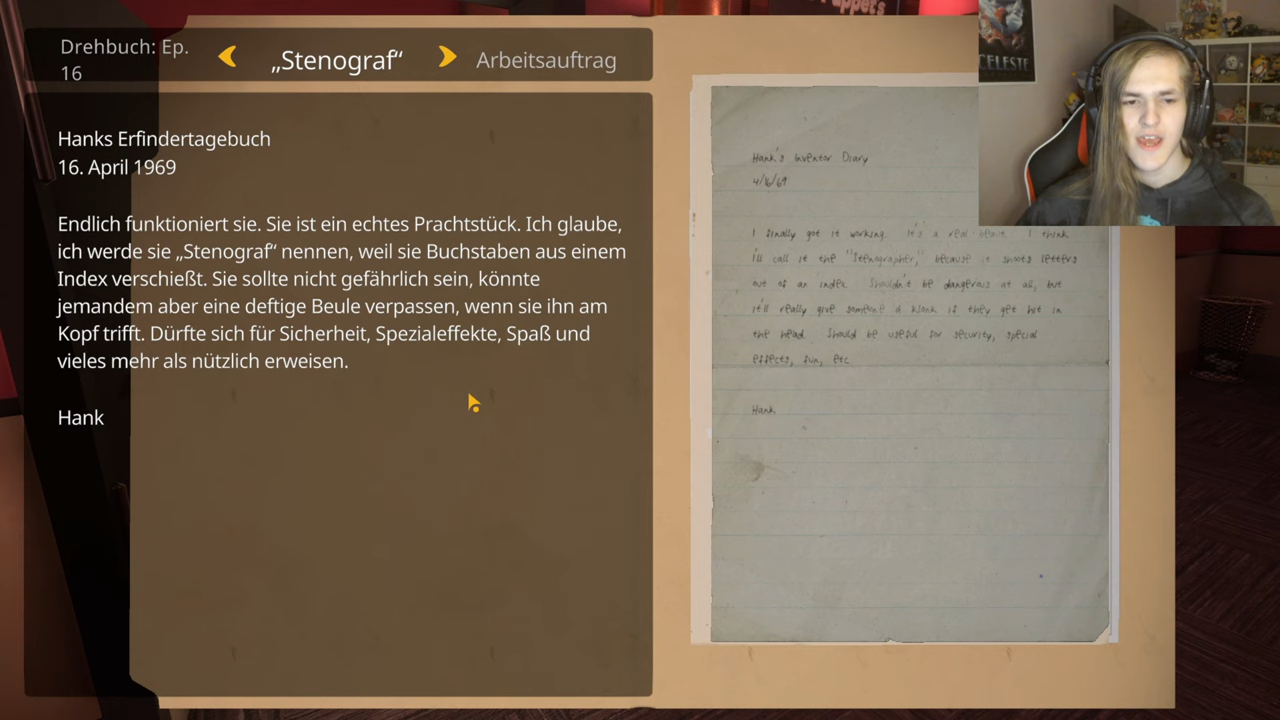 Puppets
CELESTE
Drehbuch: Ep.
16
„Stenograf“
Arbeitsauftrag
Hanks Erfindertagebuch
16. April 1969
Endlich funktioniert sie. Sie ist ein echtes Prachtstück. Ich glaube,
ich werde sie „Stenograf“ nennen, weil sie Buchstaben aus einem
Index verschießt. Sie sollte nicht gefährlich sein, könnte
jemandem aber eine deftige Beule verpassen, wenn sie ihn am
Kopf trifft. Dürfte sich für Sicherheit, Spezialeffekte, Spaß und
vieles mehr als nützlich erweisen.
Hank
Hank's Inventor Diary
4/16/69
I finally got it working. It's a real beaut. I think
I'll call it the "Stenographer," because it shoots letters
out of an index. Shouldn't be dangerous at all, but
it'll really give someone a klonk if they get hit in
the head. Should be useful for security, special
effects, fun, etc
Hank